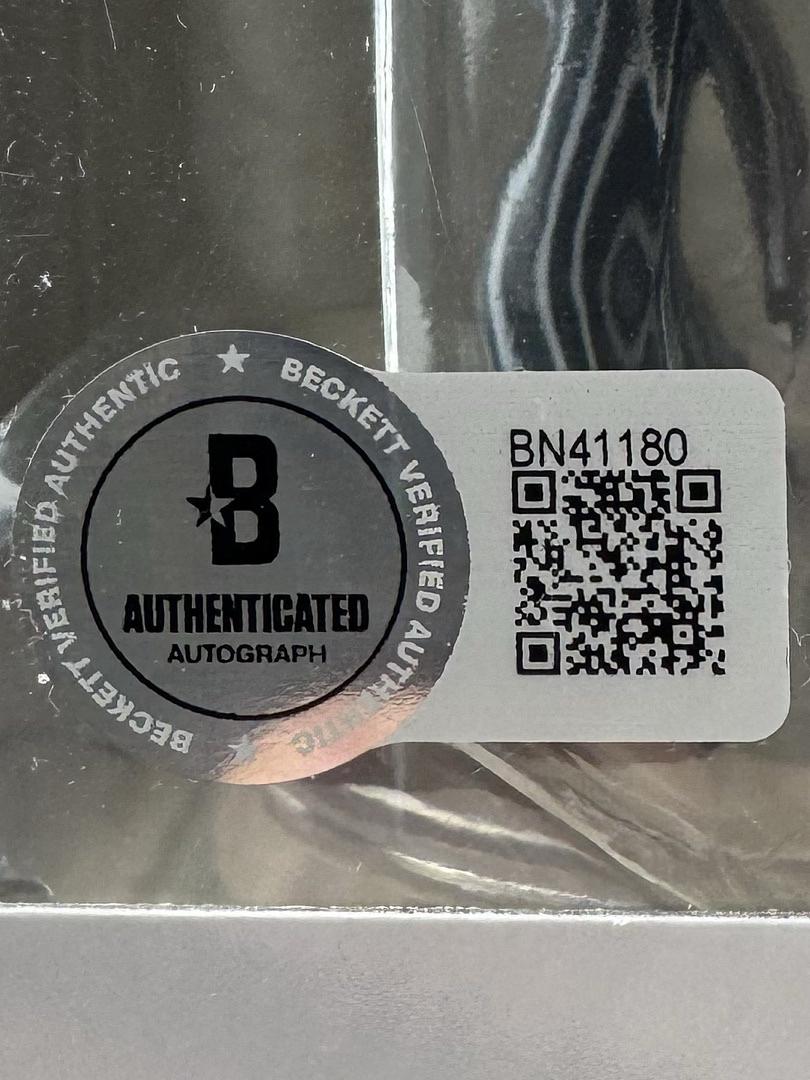 BECKETT VERIFIED AUTHENTIC
BECKETT VERIFIED AUTHENTIC
B
AUTHENTICATED
AUTOGRAPH
BN41180